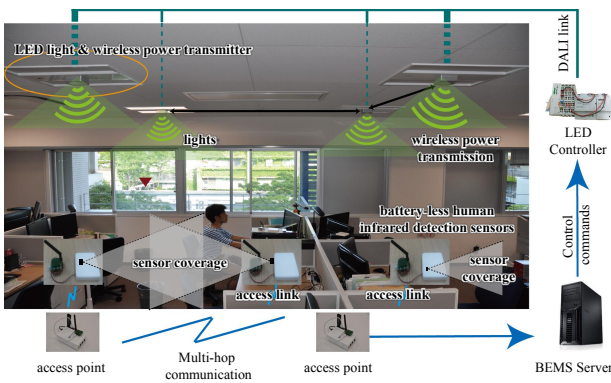 LED light & wireless power transmitter
DALI link
LED
Controller
lights
wireless power
transmission
battery-less human
infrared detection sensors
sensor coverage
sensor
coverage
access link
access link
Control
commands
access point
Multi-hop
communication
access point
BEMS Server